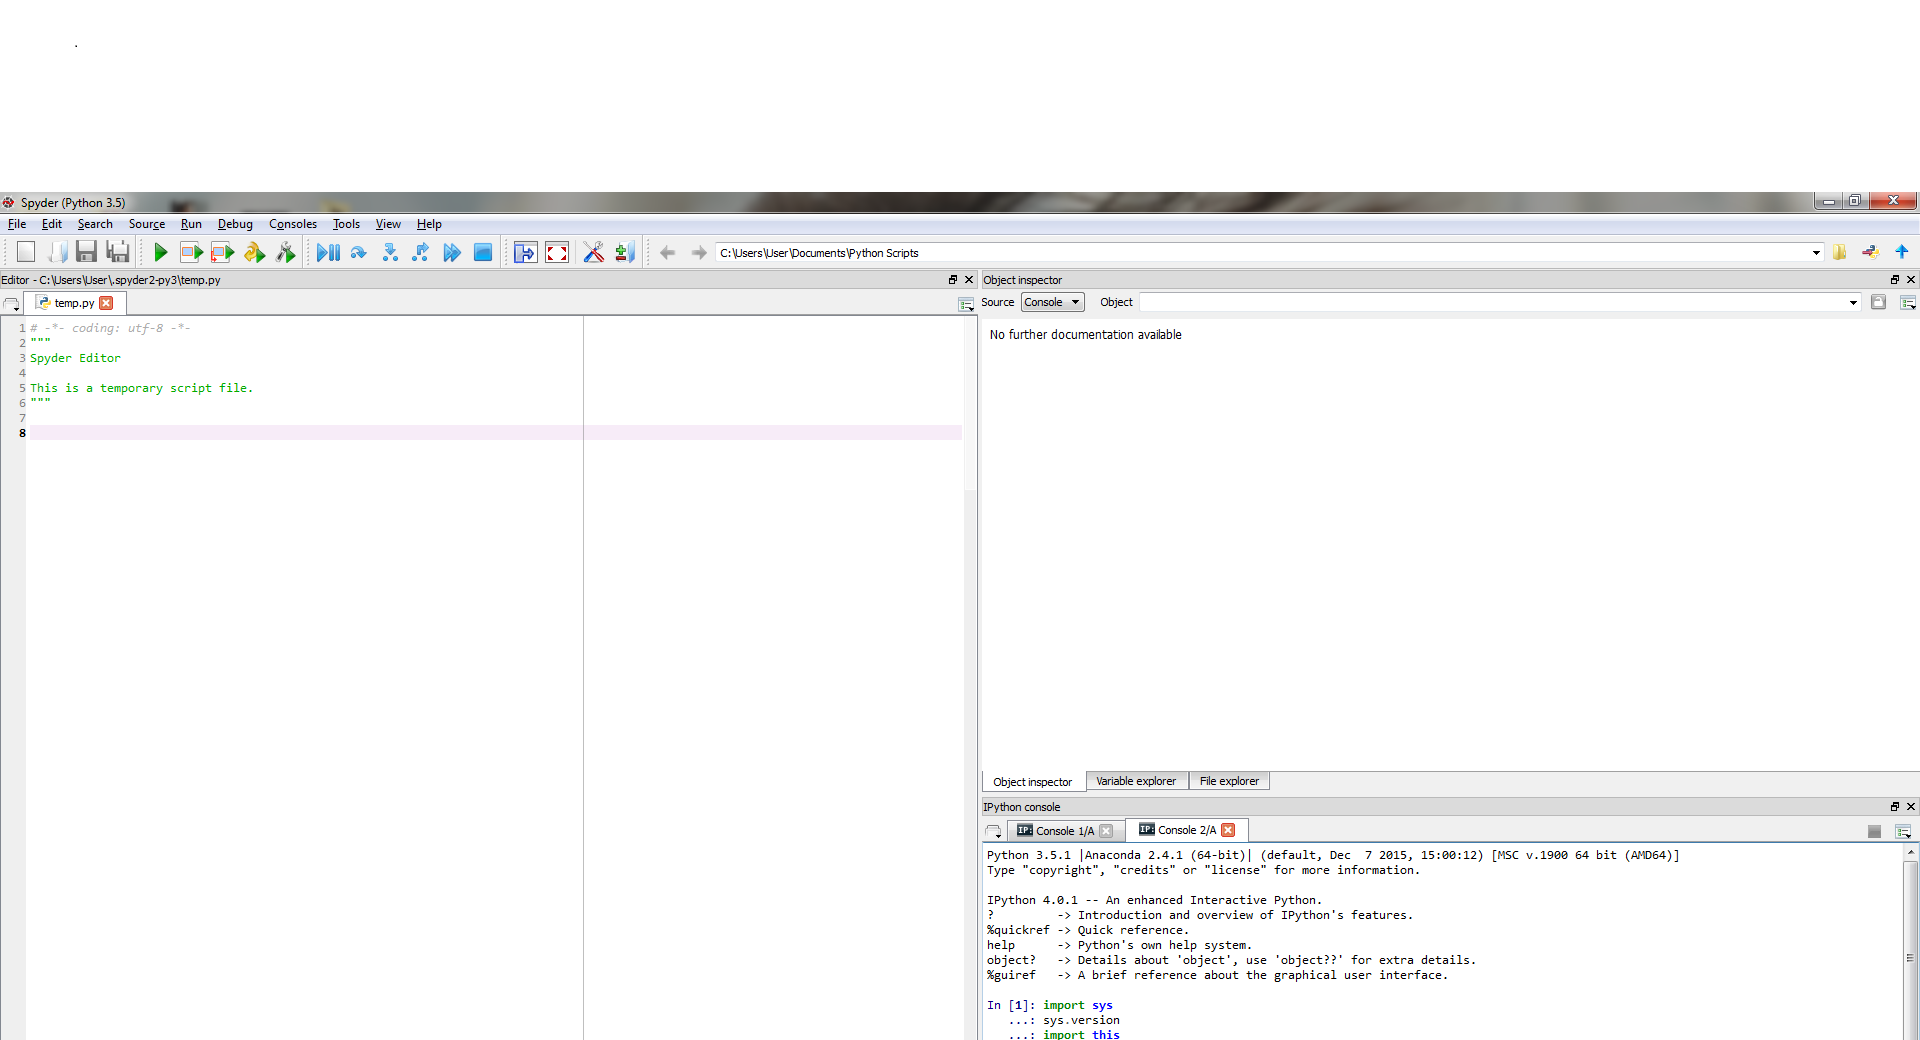 .
Spyder (Python 3.5)
File Edit Search Source Run Debug Consoles Tools View Help
C:\Users\User\Documents\Python Scripts
Editor - C:\Users\User\.spyder2-py3\temp.py
temp.py
1 # -*- coding: utf-8 -*-
2 """
3 Spyder Editor
4
5 This is a temporary script file.
6 """
7
8
Object inspector
Source Console Object
No further documentation available
Object inspector Variable explorer File explorer
IPython console
IP: Console 1/A IP: Console 2/A
Python 3.5.1 |Anaconda 2.4.1 (64-bit)| (default, Dec  7 2015, 15:00:12) [MSC v.1900 64 bit (AMD64)]
Type "copyright", "credits" or "license" for more information.
IPython 4.0.1 -- An enhanced Interactive Python.
?         -> Introduction and overview of IPython's features.
%quickref -> Quick reference.
help      -> Python's own help system.
object?   -> Details about 'object', use 'object??' for extra details.
%guiref   -> A brief reference about the graphical user interface.
In [1]: import sys
   ...: sys.version
   ...: import this